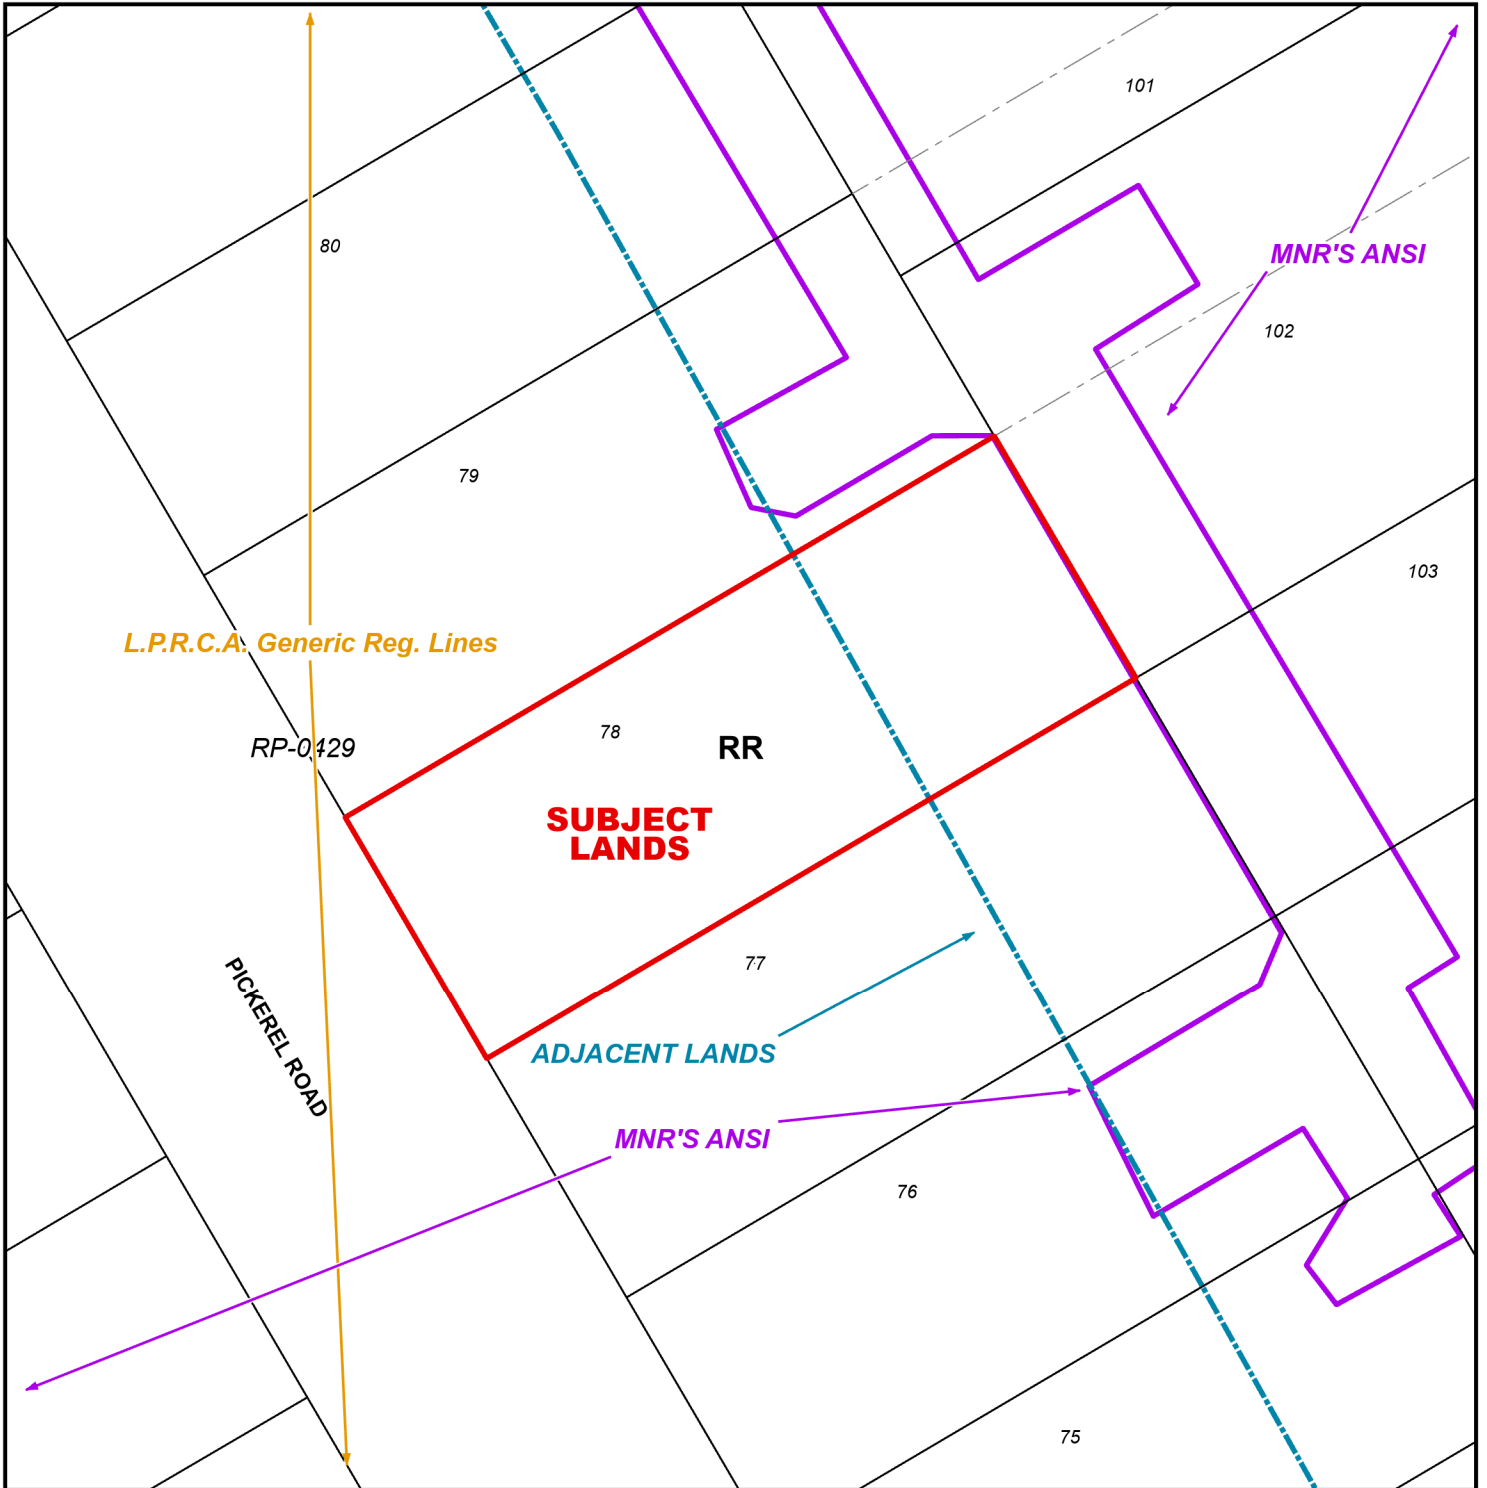 101
80
MNR'S ANSI
102
79
103
L.P.R.C.A. Generic Reg. Lines
78
RR
RP-0429
SUBJECT
LANDS
77
PICKEREL ROAD
ADJACENT LANDS
MNR'S ANSI
76
75